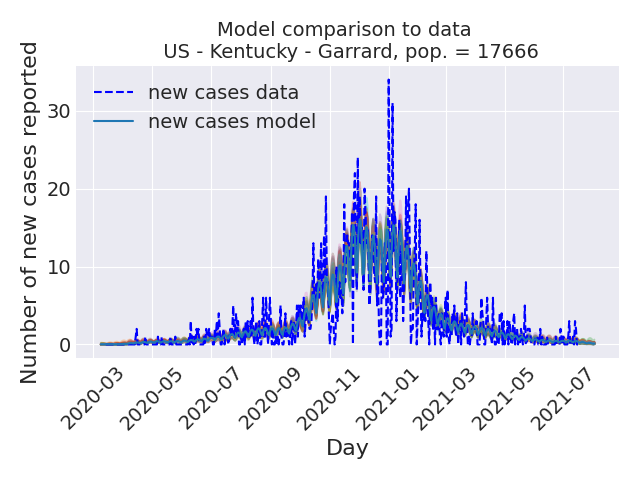 Model comparison to data
US - Kentucky - Garrard, pop. = 17666
Number of new cases reported
30
20
10
0
new cases data
new cases model
2020-03
2020-05
2020-07
2020-09
2020-11
2021-01
2021-03
2021-05
2021-07
Day